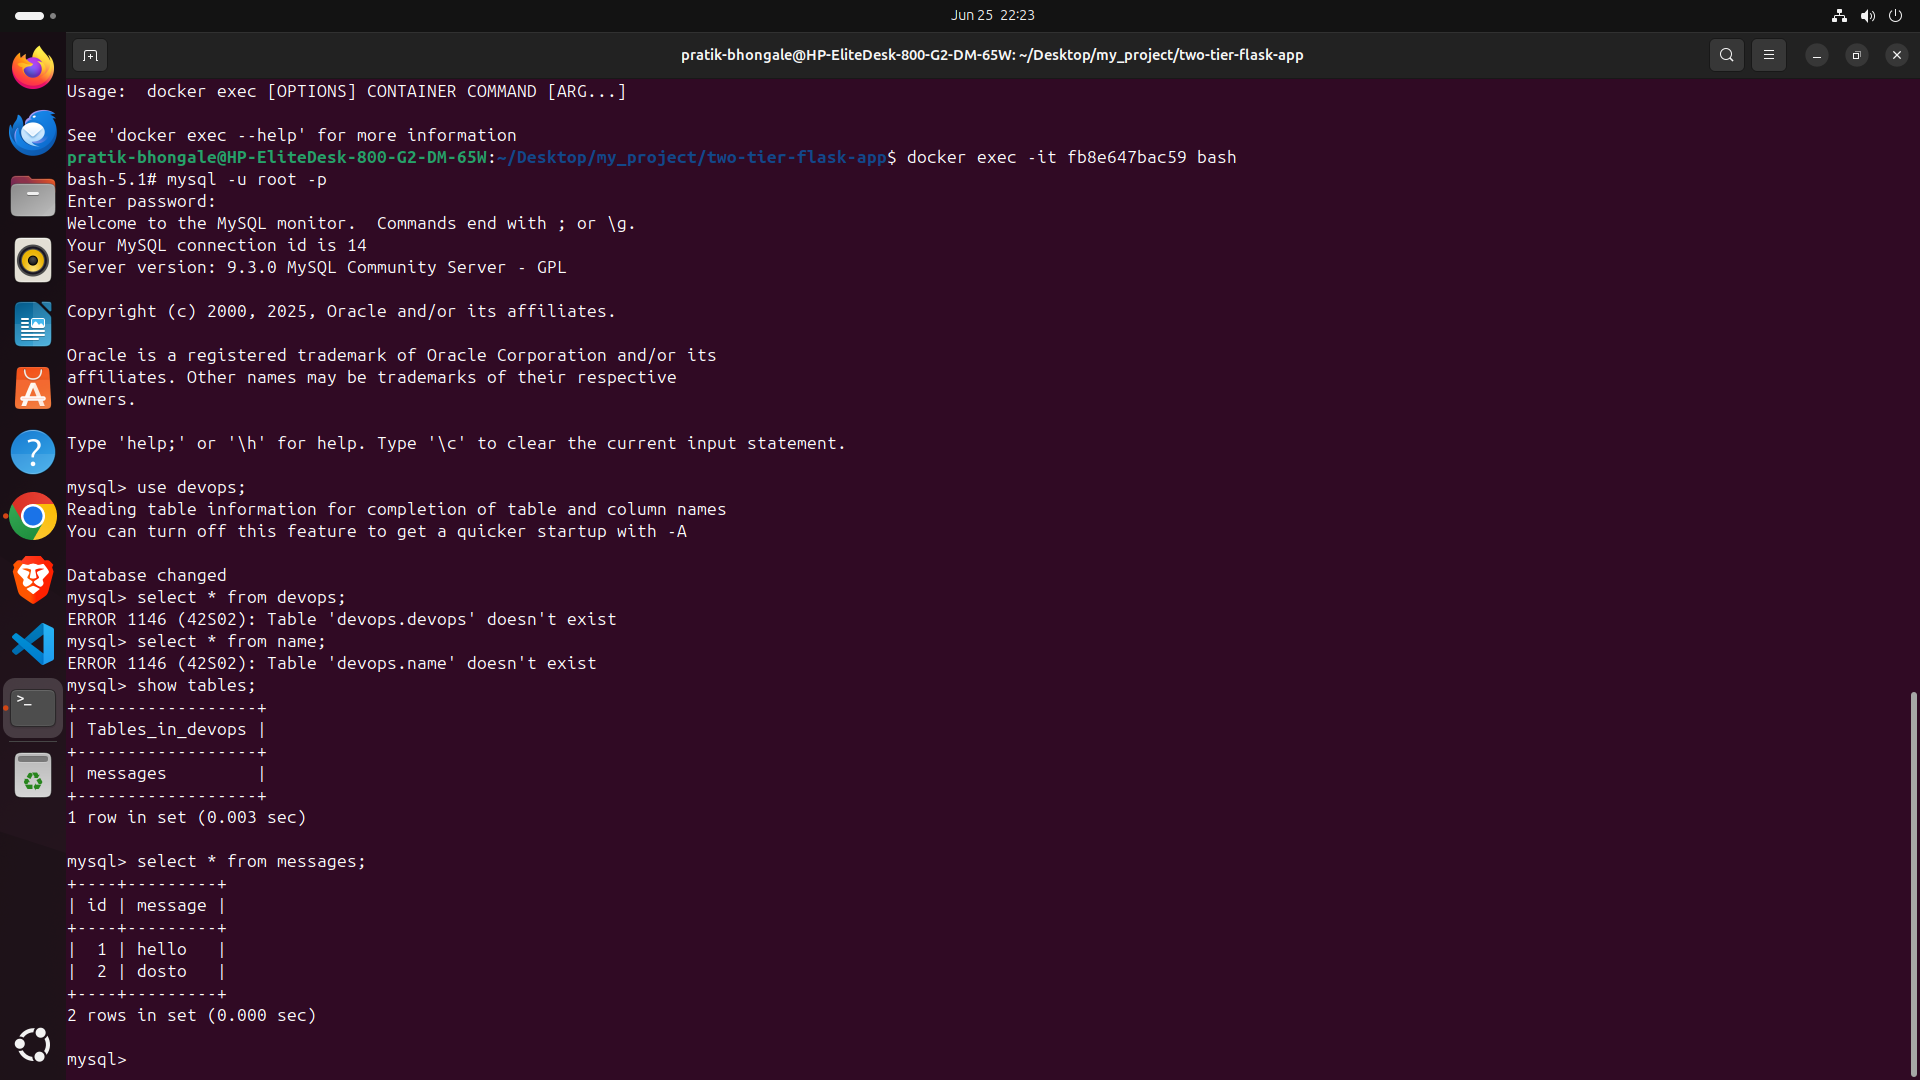 Jun 25 22:23
pratik-bhongale@HP-EliteDesk-800-G2-DM-65W: ~/Desktop/my_project/two-tier-flask-app
Usage:  docker exec [OPTIONS] CONTAINER COMMAND [ARG...]
See 'docker exec --help' for more information
pratik-bhongale@HP-EliteDesk-800-G2-DM-65W:~/Desktop/my_project/two-tier-flask-app$ docker exec -it fb8e647bac59 bash
bash-5.1# mysql -u root -p
Enter password:
Welcome to the MySQL monitor.  Commands end with ; or \g.
Your MySQL connection id is 14
Server version: 9.3.0 MySQL Community Server - GPL
Copyright (c) 2000, 2025, Oracle and/or its affiliates.
Oracle is a registered trademark of Oracle Corporation and/or its
affiliates. Other names may be trademarks of their respective
owners.
Type 'help;' or '\h' for help. Type '\c' to clear the current input statement.
mysql> use devops;
Reading table information for completion of table and column names
You can turn off this feature to get a quicker startup with -A
Database changed
mysql> select * from devops;
ERROR 1146 (42S02): Table 'devops.devops' doesn't exist
mysql> select * from name;
ERROR 1146 (42S02): Table 'devops.name' doesn't exist
mysql> show tables;
+------------------+
| Tables_in_devops |
+------------------+
| messages         |
+------------------+
1 row in set (0.003 sec)
mysql> select * from messages;
+----+---------+
| id | message |
+----+---------+
|  1 | hello   |
|  2 | dosto   |
+----+---------+
2 rows in set (0.000 sec)
mysql>